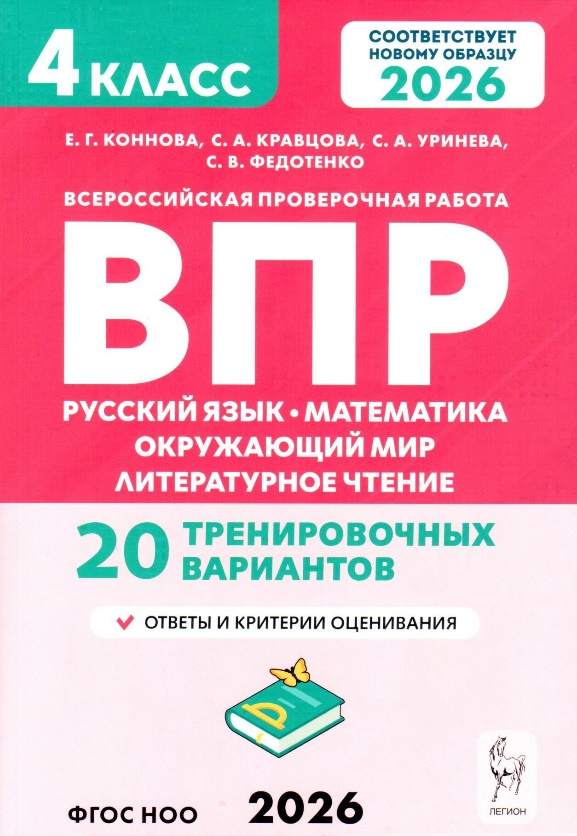 4 КЛАСС
СООТВЕТСТВУЕТ
НОВОМУ ОБРАЗЦУ
2026
Е. Г. КОННОВА, С. А. КРАВЦОВА, С. А. УРИНЕВА,
С. В. ФЕДОТЕНКО
ВСЕРОССИЙСКАЯ ПРОВЕРОЧНАЯ РАБОТА
ВПР
РУССКИЙ ЯЗЫК • МАТЕМАТИКА
ОКРУЖАЮЩИЙ МИР
ЛИТЕРАТУРНОЕ ЧТЕНИЕ
20 ТРЕНИРОВОЧНЫХ
ВАРИАНТОВ
ОТВЕТЫ И КРИТЕРИИ ОЦЕНИВАНИЯ
ФГОС НОО
2026
ЛЕГИОН